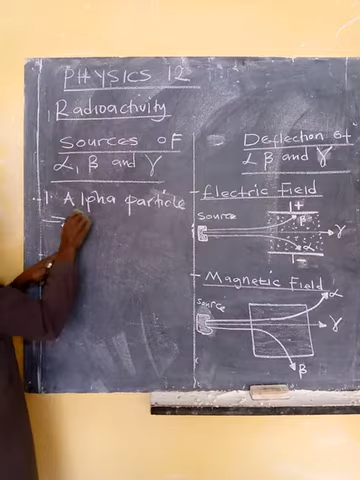 PHYSICS 12
Radioactivity
Sources of
α, β and γ
1. Alpha particle
Deflection of
α β and γ
Electric Field
Source
+
β
γ
α
-
Magnetic Field
Source
α
γ
β